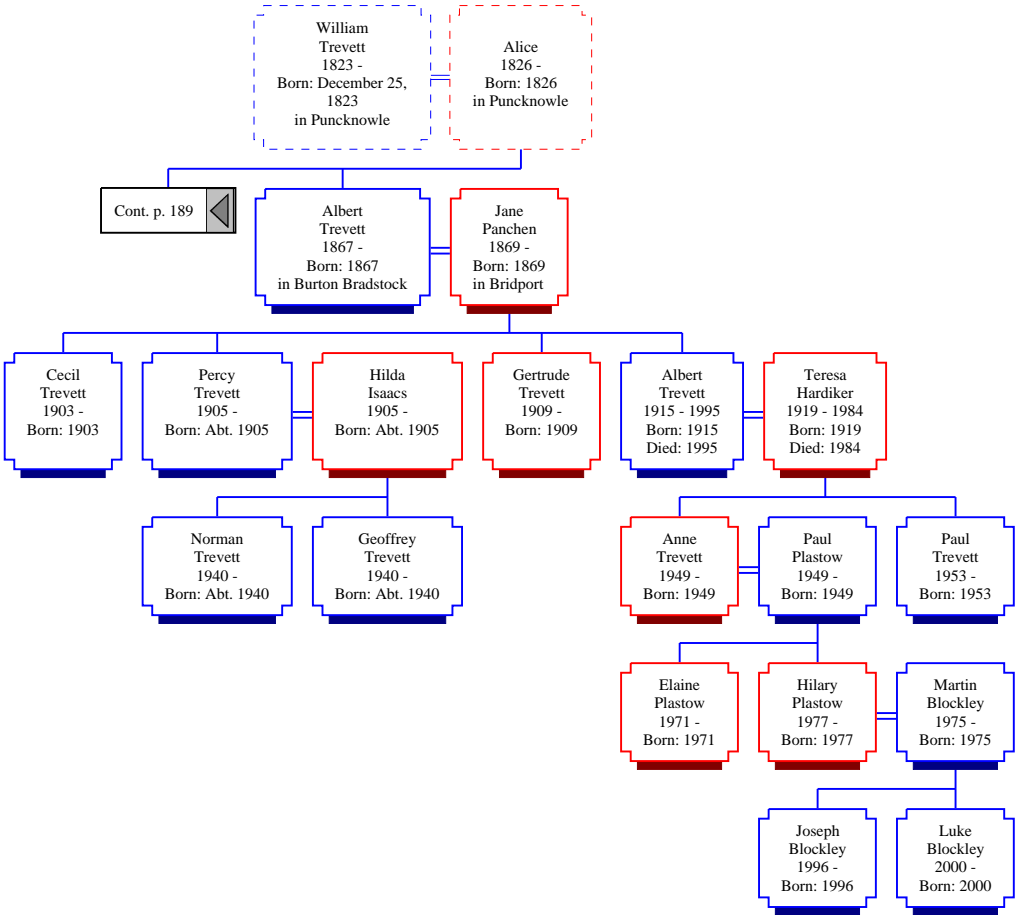 William
Trevett
1823 -
Born: December 25,
1823
in Puncknowle
Alice
1826 -
Born: 1826
in Puncknowle
Cont. p. 189
Albert
Trevett
1867 -
Born: 1867
in Burton Bradstock
Jane
Panchen
1869 -
Born: 1869
in Bridport
Cecil
Trevett
1903 -
Born: 1903
Percy
Trevett
1905 -
Born: Abt. 1905
Hilda
Isaacs
1905 -
Born: Abt. 1905
Gertrude
Trevett
1909 -
Born: 1909
Albert
Trevett
1915 - 1995
Born: 1915
Died: 1995
Teresa
Hardiker
1919 - 1984
Born: 1919
Died: 1984
Norman
Trevett
1940 -
Born: Abt. 1940
Geoffrey
Trevett
1940 -
Born: Abt. 1940
Anne
Trevett
1949 -
Born: 1949
Paul
Plastow
1949 -
Born: 1949
Paul
Trevett
1953 -
Born: 1953
Elaine
Plastow
1971 -
Born: 1971
Hilary
Plastow
1977 -
Born: 1977
Martin
Blockley
1975 -
Born: 1975
Joseph
Blockley
1996 -
Born: 1996
Luke
Blockley
2000 -
Born: 2000